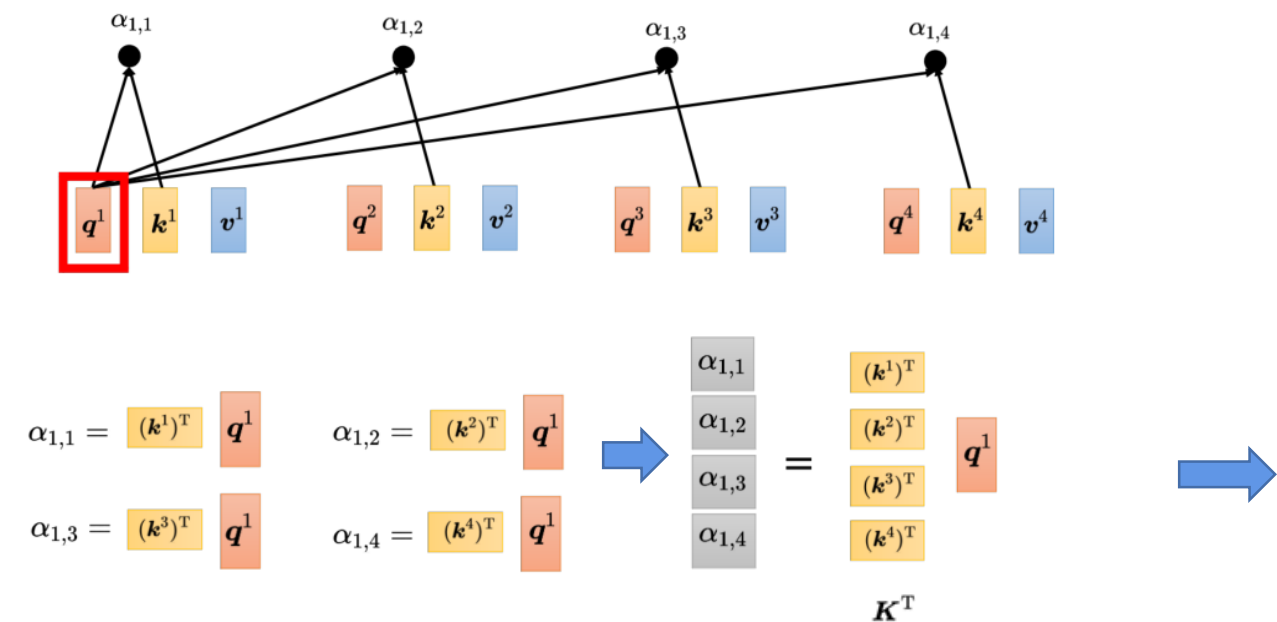 α₁,₁ α₁,₂ α₁,₃ α₁,₄
q¹ k¹ v¹ q² k² v² q³ k³ v³ q⁴ k⁴ v⁴
α₁,₁ = (k¹)ᵀ q¹
α₁,₂ = (k²)ᵀ q¹
α₁,₃ = (k³)ᵀ q¹
α₁,₄ = (k⁴)ᵀ q¹
α₁,₁
α₁,₂
α₁,₃
α₁,₄
=
(k¹)ᵀ
(k²)ᵀ
(k³)ᵀ
(k⁴)ᵀ
q¹
Kᵀ